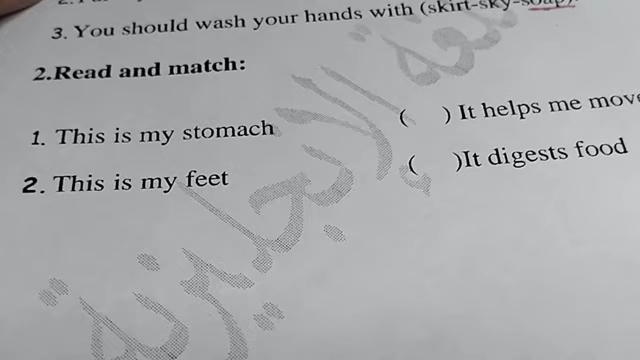 3. You should wash your hands with (skirt-sky-soap).
2.Read and match:
1. This is my stomach ( ) It helps me move
2. This is my feet ( )It digests food